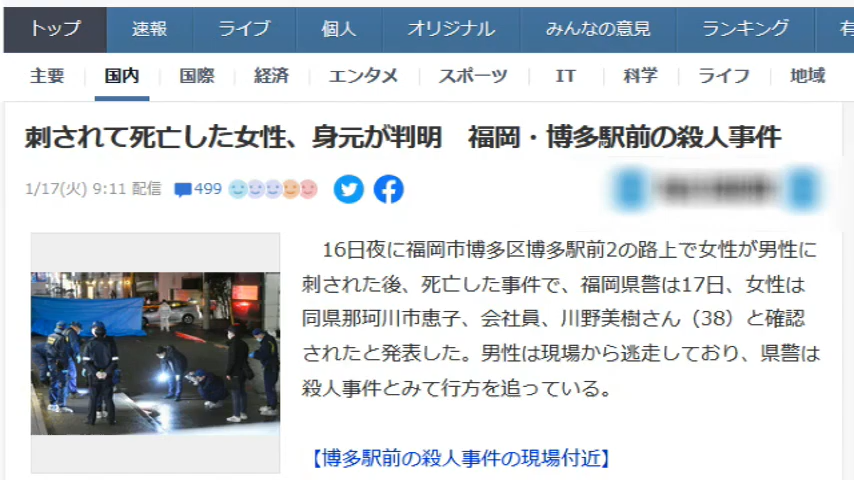 トップ 速報 ライブ 個人 オリジナル みんなの意見 ランキング 有
主要 国内 国際 経済 エンタメ スポーツ IT 科学 ライフ 地域
刺されて死亡した女性、身元が判明 福岡・博多駅前の殺人事件
1/17(火) 9:11 配信 499
16日夜に福岡市博多区博多駅前2の路上で女性が男性に
刺された後、死亡した事件で、福岡県警は17日、女性は
同県那珂川市恵子、会社員、川野美樹さん（38）と確認
されたと発表した。男性は現場から逃走しており、県警は
殺人事件とみて行方を追っている。
【博多駅前の殺人事件の現場付近】